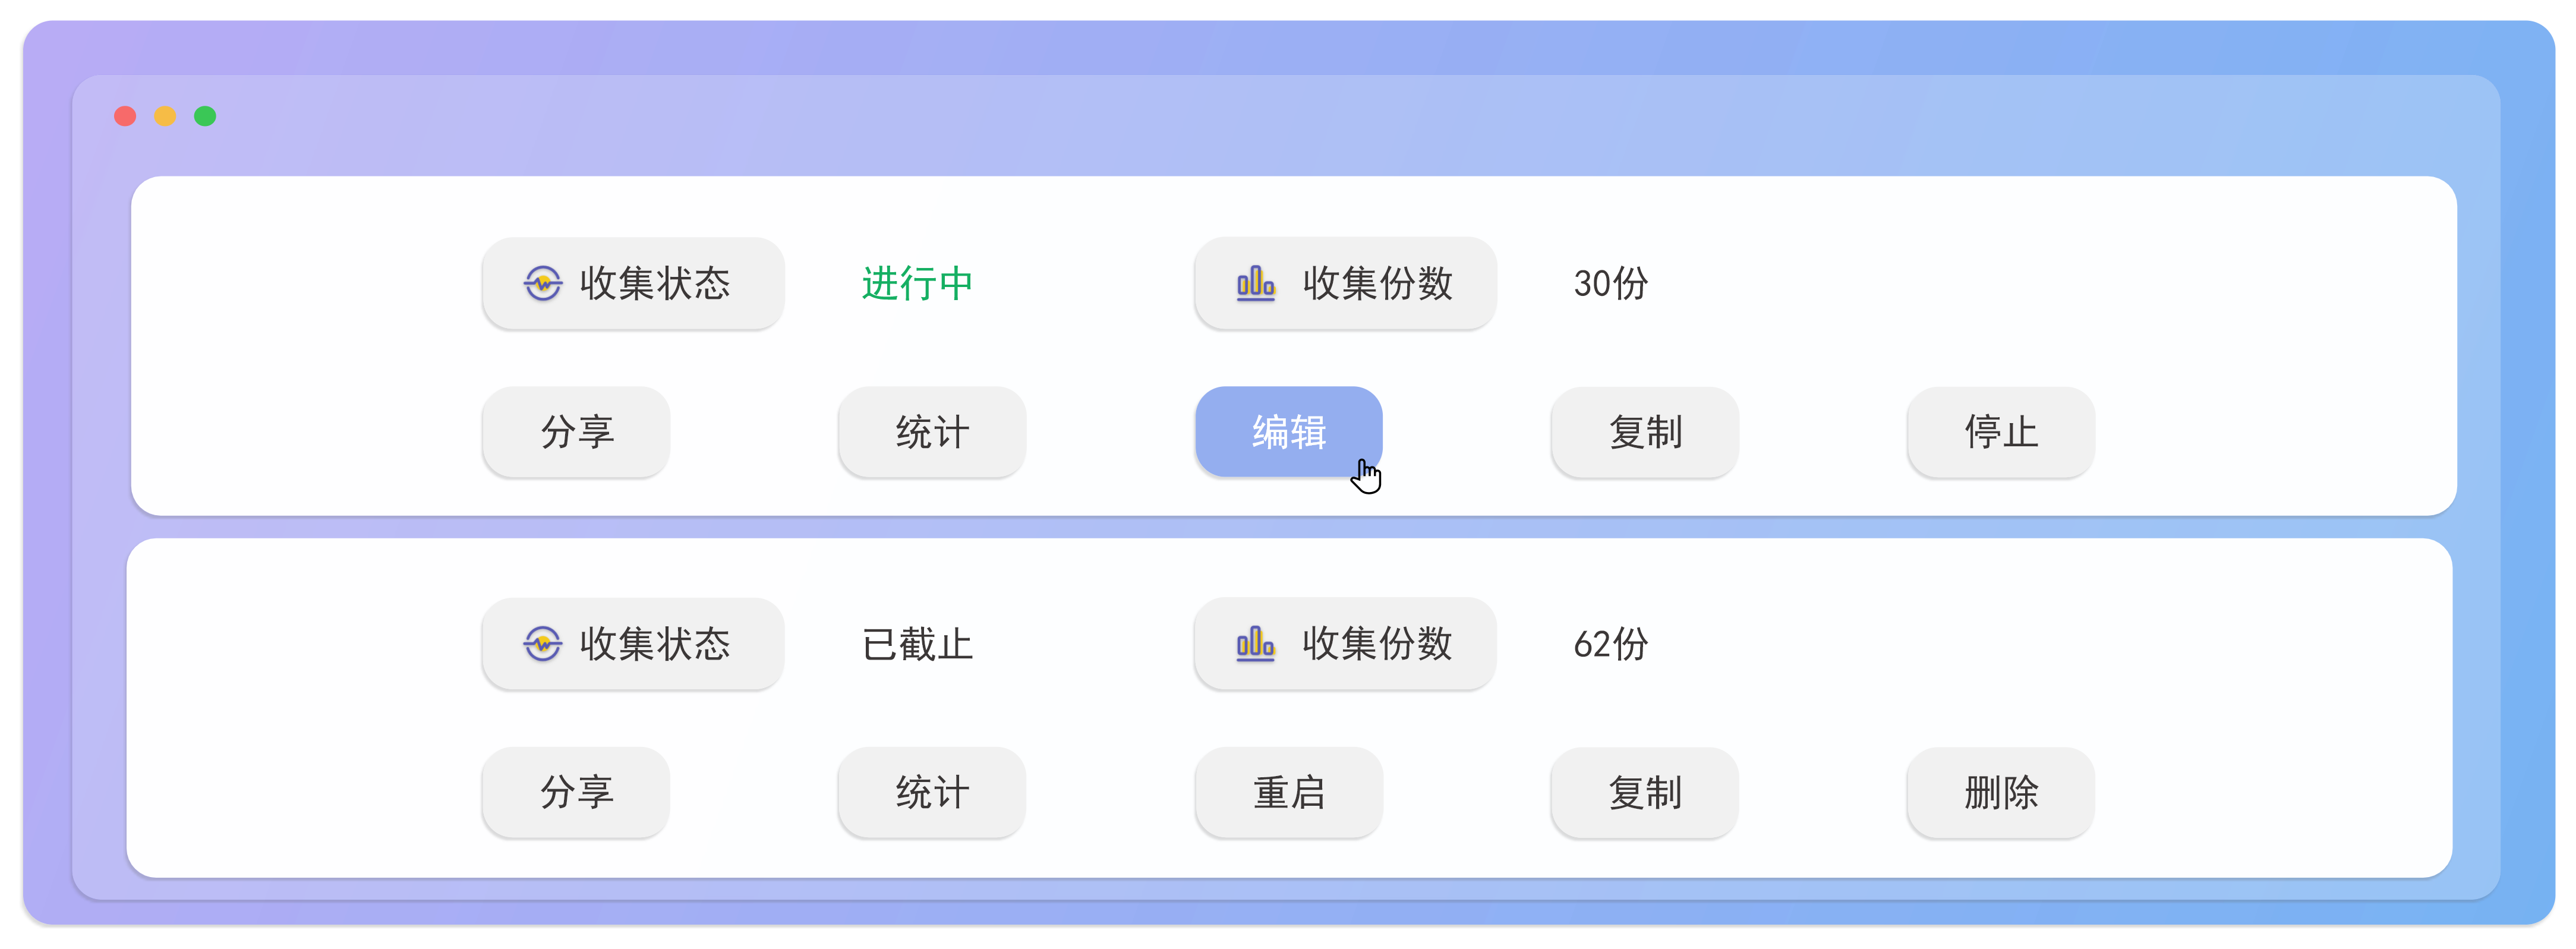 收集状态 进行中 收集份数 30份
分享 统计 编辑 复制 停止
收集状态 已截止 收集份数 62份
分享 统计 重启 复制 删除